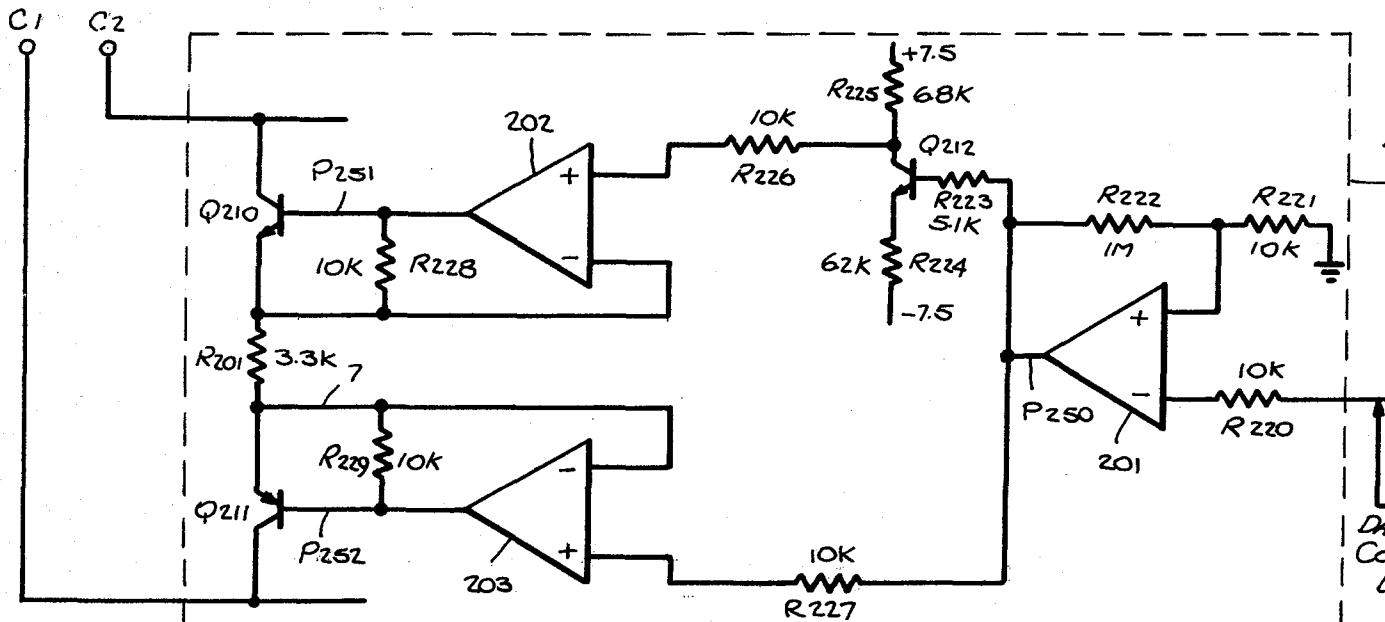 C1
C2
+7.5
R225
68K
202
10K
Q212
P251
+
R226
R223
5.1K
R222
1M
R221
10K
Q210
10K
R228
−
62K
R224
−7.5
+
R201
3.3K
7
10K
−
P250
R220
R229
10K
−
201
Q211
P252
+
203
10K
R227